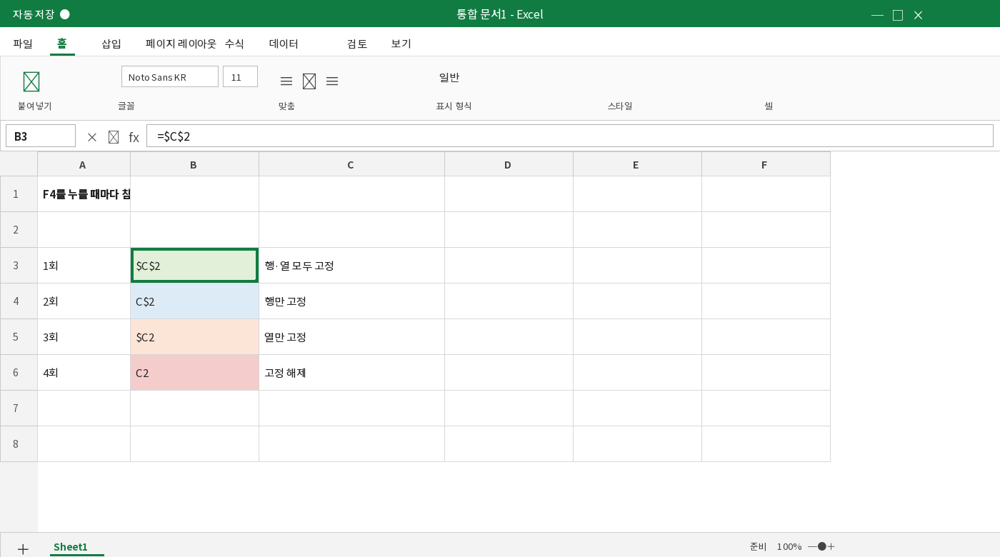 자동 저장 통합 문서1 - Excel
파일 홈 삽입 페이지 레이아웃 수식 데이터 검토 보기
Noto Sans KR 11 일반
붙여넣기 글꼴 맞춤 표시 형식 스타일 셀
B3 fx =$C$2
A B C D E F
1 F4를 누를 때마다
2
3 1회 $C$2 행·열 모두 고정
4 2회 C$2 행만 고정
5 3회 $C2 열만 고정
6 4회 C2 고정 해제
7
8
+ Sheet1 준비 100% —+